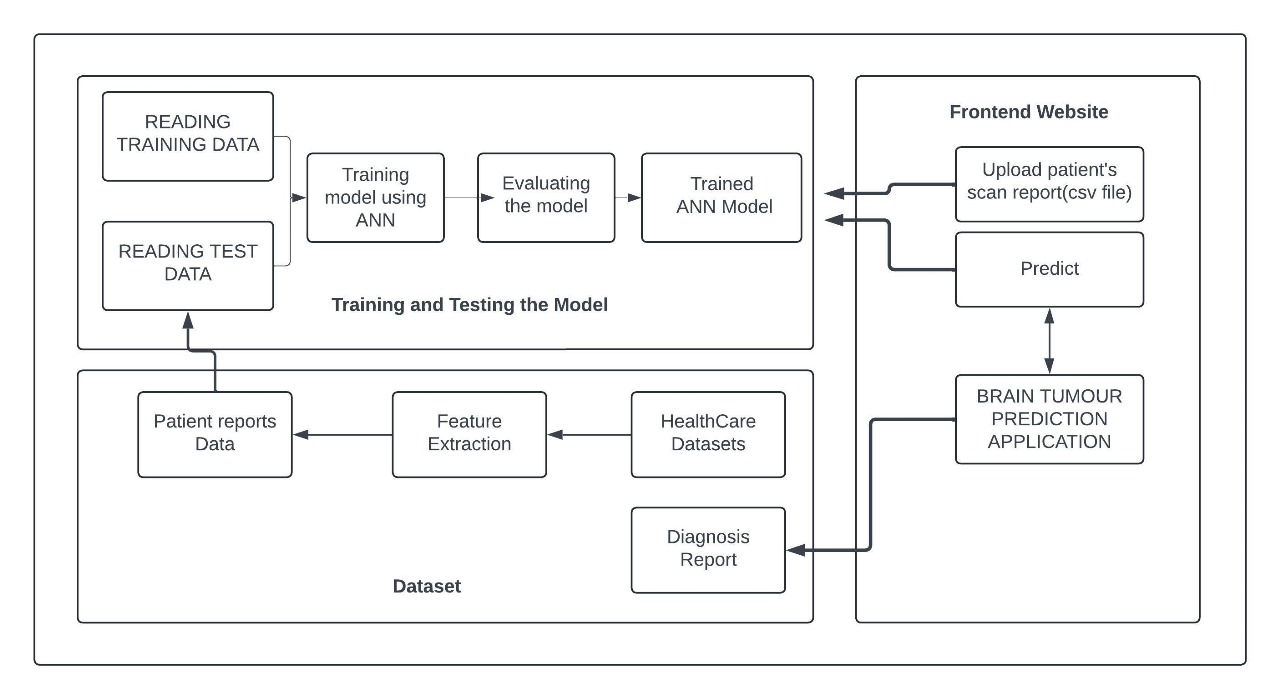 READING
TRAINING DATA
READING TEST
DATA
Training
model using
ANN
Evaluating
the model
Trained
ANN Model
Training and Testing the Model
Patient reports
Data
Feature
Extraction
HealthCare
Datasets
Diagnosis
Report
Dataset
Frontend Website
Upload patient's
scan report(csv file)
Predict
BRAIN TUMOUR
PREDICTION
APPLICATION